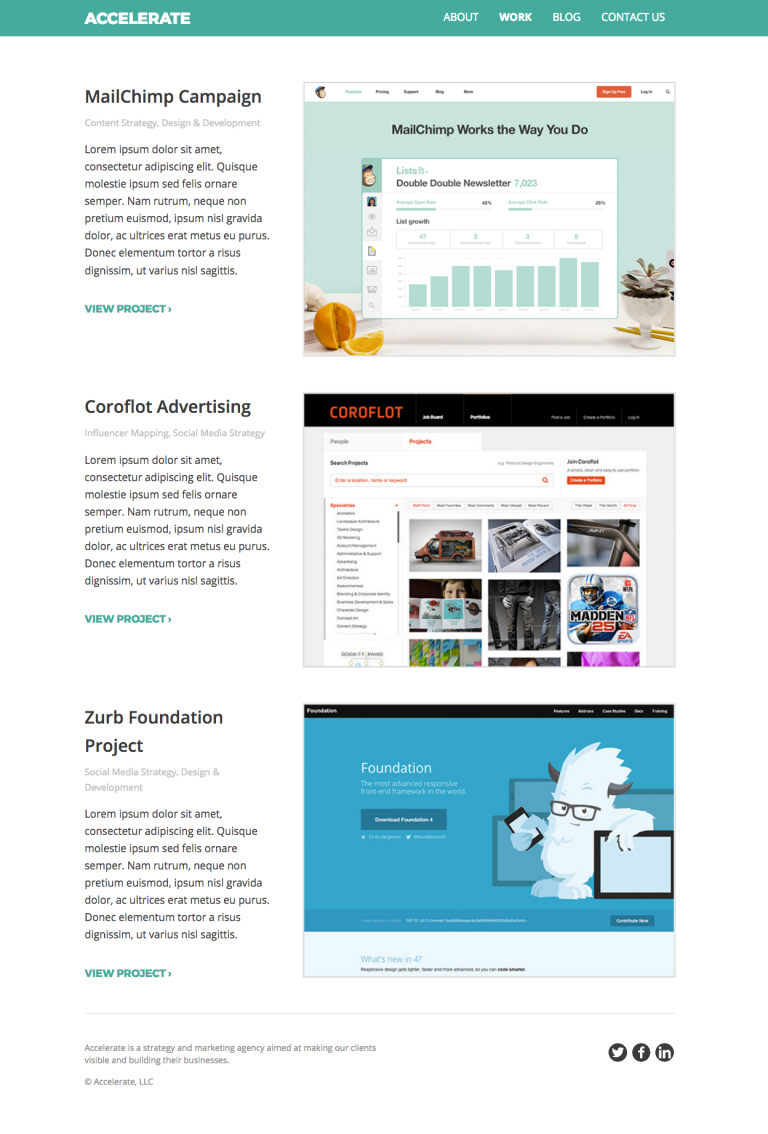 ACCELERATE
ABOUT WORK BLOG CONTACT US
MailChimp Campaign
Content Strategy, Design & Development
Lorem ipsum dolor sit amet,
consectetur adipiscing elit. Quisque
molestie ipsum sed felis ornare
semper. Nam rutrum, neque non
pretium euismod, ipsum nisl gravida
dolor, ac ultrices erat metus eu purus.
Donec elementum tortor a risus
dignissim, ut varius nisl sagittis.
VIEW PROJECT ›
Features Pricing Support Blog More Sign Up Free Log In
MailChimp Works the Way You Do
Lists
Double Double Newsletter 7,023
Average Open Rate 42% Average Click Rate 25%
List growth
47 2 3 0
Coroflot Advertising
Influencer Mapping, Social Media Strategy
Lorem ipsum dolor sit amet,
consectetur adipiscing elit. Quisque
molestie ipsum sed felis ornare
semper. Nam rutrum, neque non
pretium euismod, ipsum nisl gravida
dolor, ac ultrices erat metus eu purus.
Donec elementum tortor a risus
dignissim, ut varius nisl sagittis.
VIEW PROJECT ›
COROFLOT Job Board Portfolios Post a Job Create a Portfolio Log In
People Projects
Search Projects e.g. Product Design Ergonomy
Join Coroflot
A simple, clean and easy to use portfolio
Enter a location, name or keyword
Create a Portfolio
Specialties
Staff Picks Most Favorites Most Comments Most Viewed Most Recent This Week This Month All Time
Animation
Landscape Architecture
Textile Design
3D Modeling
Account Management
Administrative & Support
Advertising
Architecture
Art Direction
Awesomeness
Branding & Corporate Identity
Business Development & Sales
Character Design
Concept Art
Content Strategy
DESIGN IT FORWARD
MADDEN
NFL
25
EA
SPORTS
Zurb Foundation
Project
Social Media Strategy, Design &
Development
Lorem ipsum dolor sit amet,
consectetur adipiscing elit. Quisque
molestie ipsum sed felis ornare
semper. Nam rutrum, neque non
pretium euismod, ipsum nisl gravida
dolor, ac ultrices erat metus eu purus.
Donec elementum tortor a risus
dignissim, ut varius nisl sagittis.
VIEW PROJECT ›
Foundation Features Add-ons Case Studies Docs Training
Foundation
The most advanced responsive
front-end framework in the world.
Download Foundation 4
Contribute Now
What's new in 4?
Responsive design gets lighter, faster and more advanced, so you can code smarter.
Accelerate is a strategy and marketing agency aimed at making our clients
visible and building their businesses.
© Accelerate, LLC